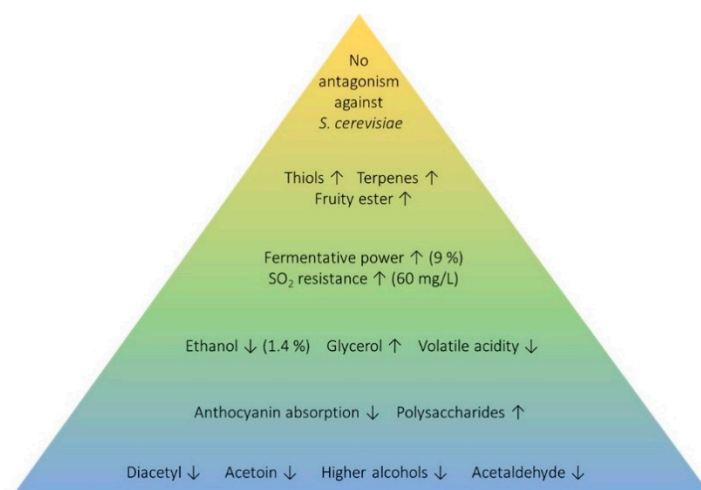 No
antagonism
against
S. cerevisiae
Thiols ↑ Terpenes ↑
Fruity ester ↑
Fermentative power ↑ (9 %)
SO₂ resistance ↑ (60 mg/L)
Ethanol ↓ (1.4 %) Glycerol ↑ Volatile acidity ↓
Anthocyanin absorption ↓ Polysaccharides ↑
Diacetyl ↓ Acetoin ↓ Higher alcohols ↓ Acetaldehyde ↓